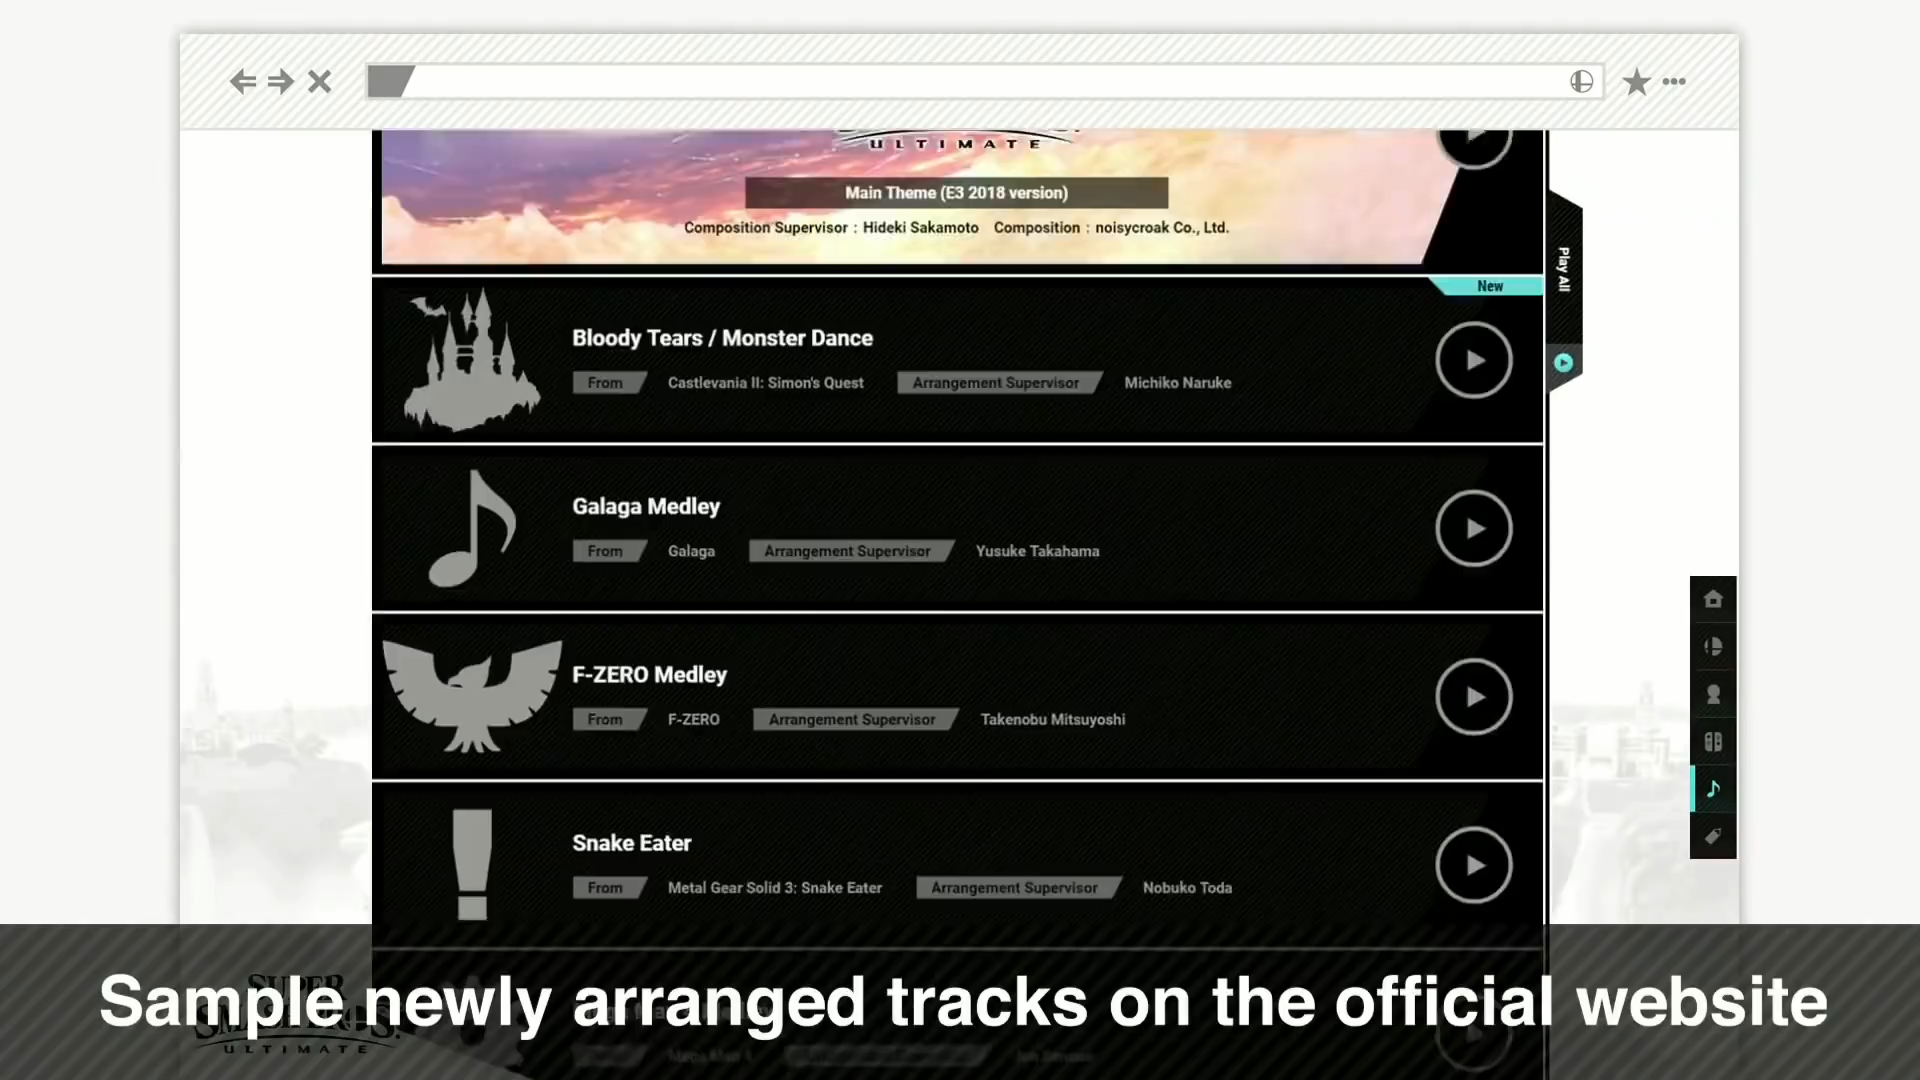 ULTIMATE
Main Theme (E3 2018 version)
Composition Supervisor : Hideki Sakamoto Composition : noisycroak Co., Ltd.
Play All
New
Bloody Tears / Monster Dance
From Castlevania II: Simon's Quest Arrangement Supervisor Michiko Naruke
Galaga Medley
From Galaga Arrangement Supervisor Yusuke Takahama
F-ZERO Medley
From F-ZERO Arrangement Supervisor Takenobu Mitsuyoshi
Snake Eater
From Metal Gear Solid 3: Snake Eater Arrangement Supervisor Nobuko Toda
Sample newly arranged tracks on the official website
SUPER
SMASH BROS.
ULTIMATE